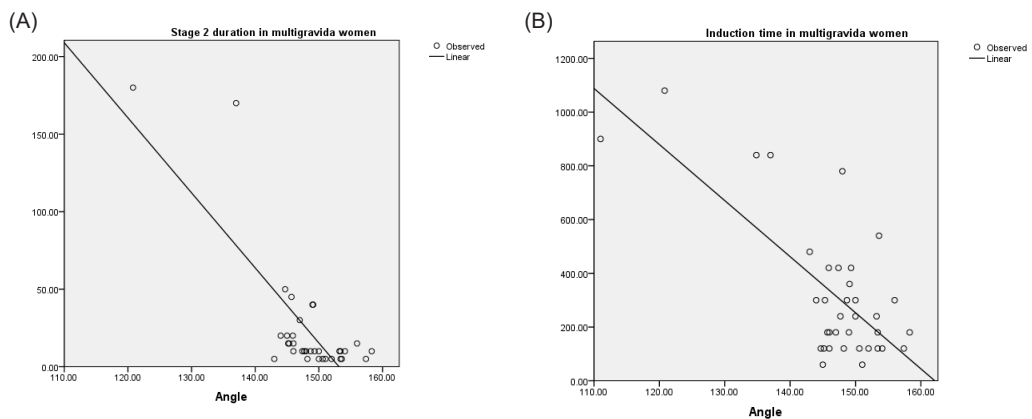 (A)
Stage 2 duration in multigravida women
Observed
Linear
200.00
150.00
100.00
50.00
0.00
110.00 120.00 130.00 140.00 150.00 160.00
Angle
(B)
Induction time in multigravida women
Observed
Linear
1200.00
1000.00
800.00
600.00
400.00
200.00
0.00
110.00 120.00 130.00 140.00 150.00 160.00
Angle